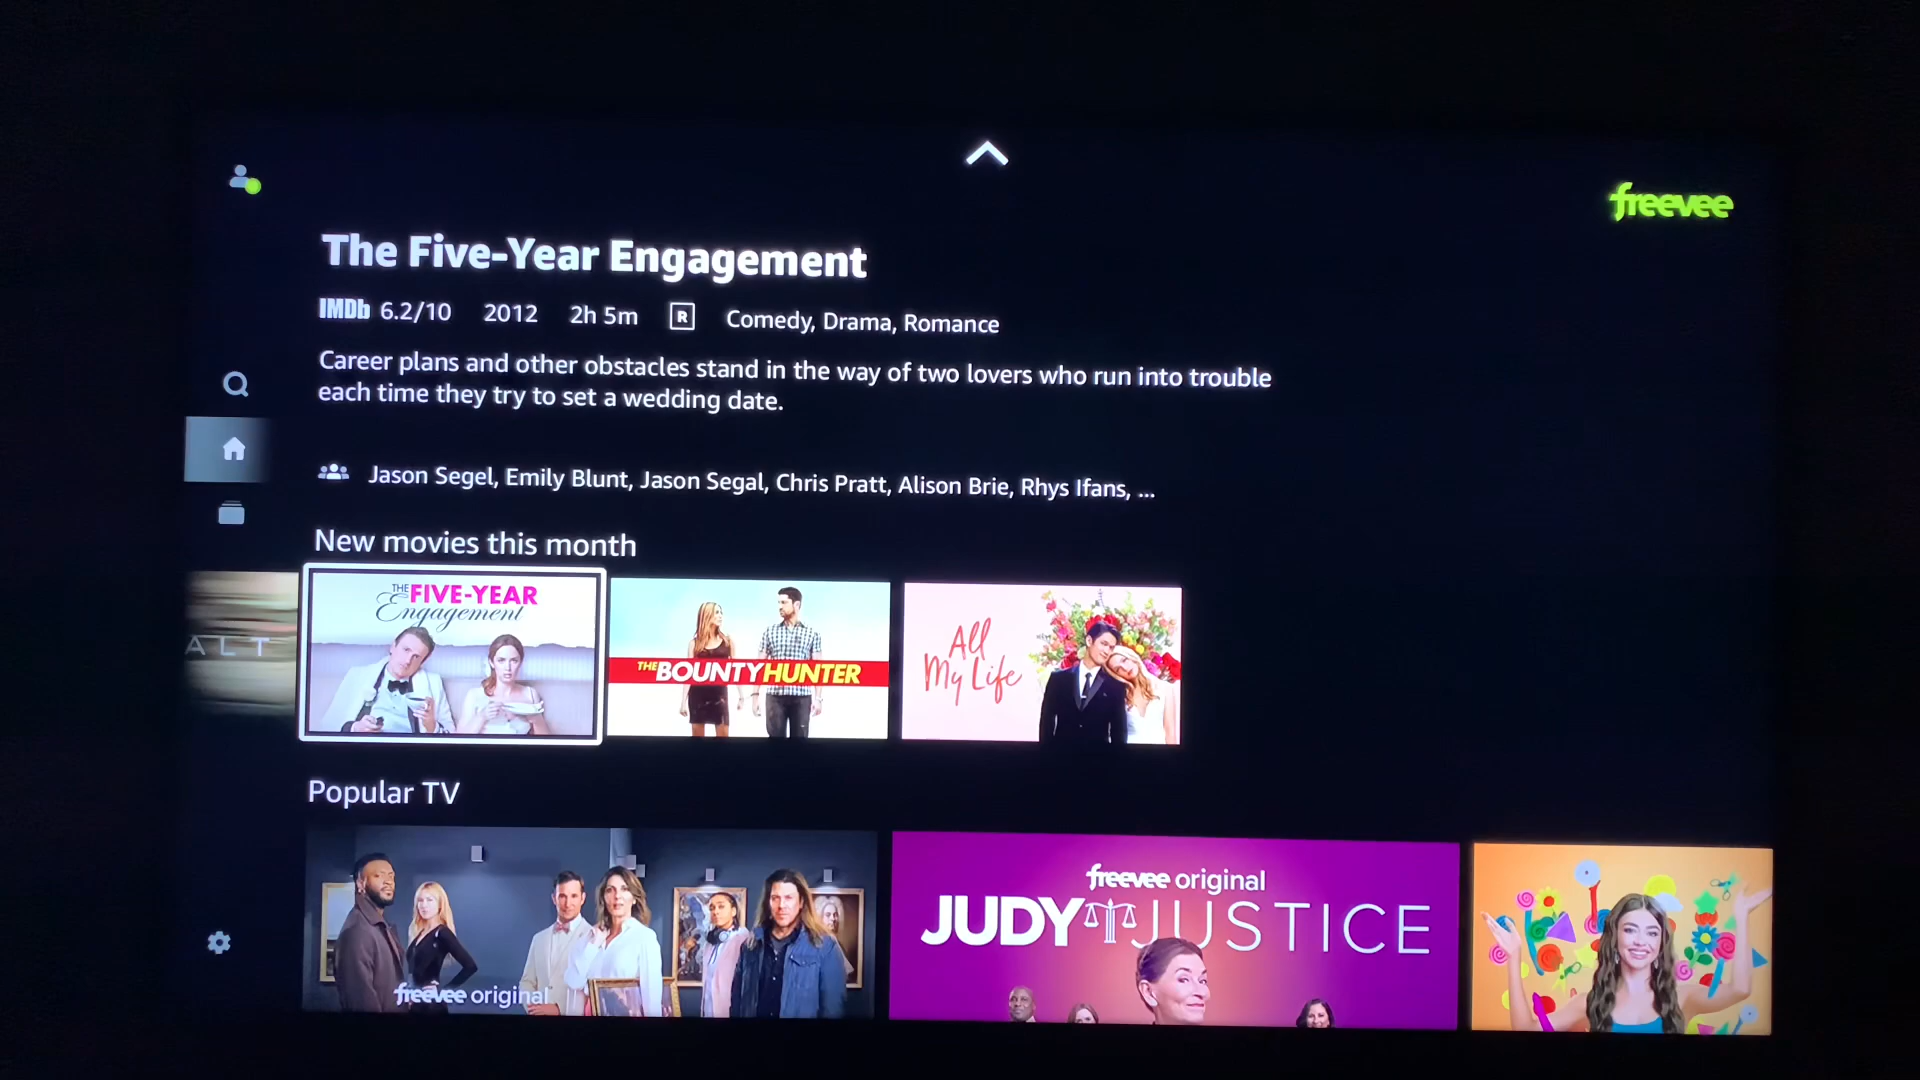 freevee
The Five-Year Engagement
IMDb 6.2/10 2012 2h 5m R Comedy, Drama, Romance
Career plans and other obstacles stand in the way of two lovers who run into trouble
each time they try to set a wedding date.
Jason Segel, Emily Blunt, Jason Segal, Chris Pratt, Alison Brie, Rhys Ifans, ...
New movies this month
ALT
THE FIVE-YEAR
Engagement
THE BOUNTY HUNTER
All
My Life
Popular TV
freevee original
freevee original
JUDY JUSTICE